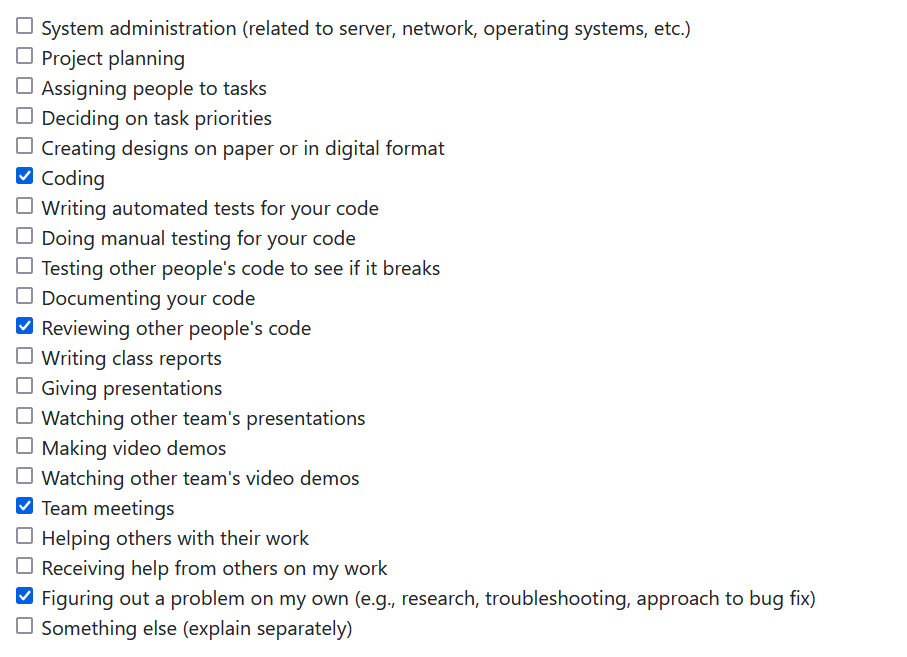 System administration (related to server, network, operating systems, etc.)
Project planning
Assigning people to tasks
Deciding on task priorities
Creating designs on paper or in digital format
Coding
Writing automated tests for your code
Doing manual testing for your code
Testing other people's code to see if it breaks
Documenting your code
Reviewing other people's code
Writing class reports
Giving presentations
Watching other team's presentations
Making video demos
Watching other team's video demos
Team meetings
Helping others with their work
Receiving help from others on my work
Figuring out a problem on my own (e.g., research, troubleshooting, approach to bug fix)
Something else (explain separately)